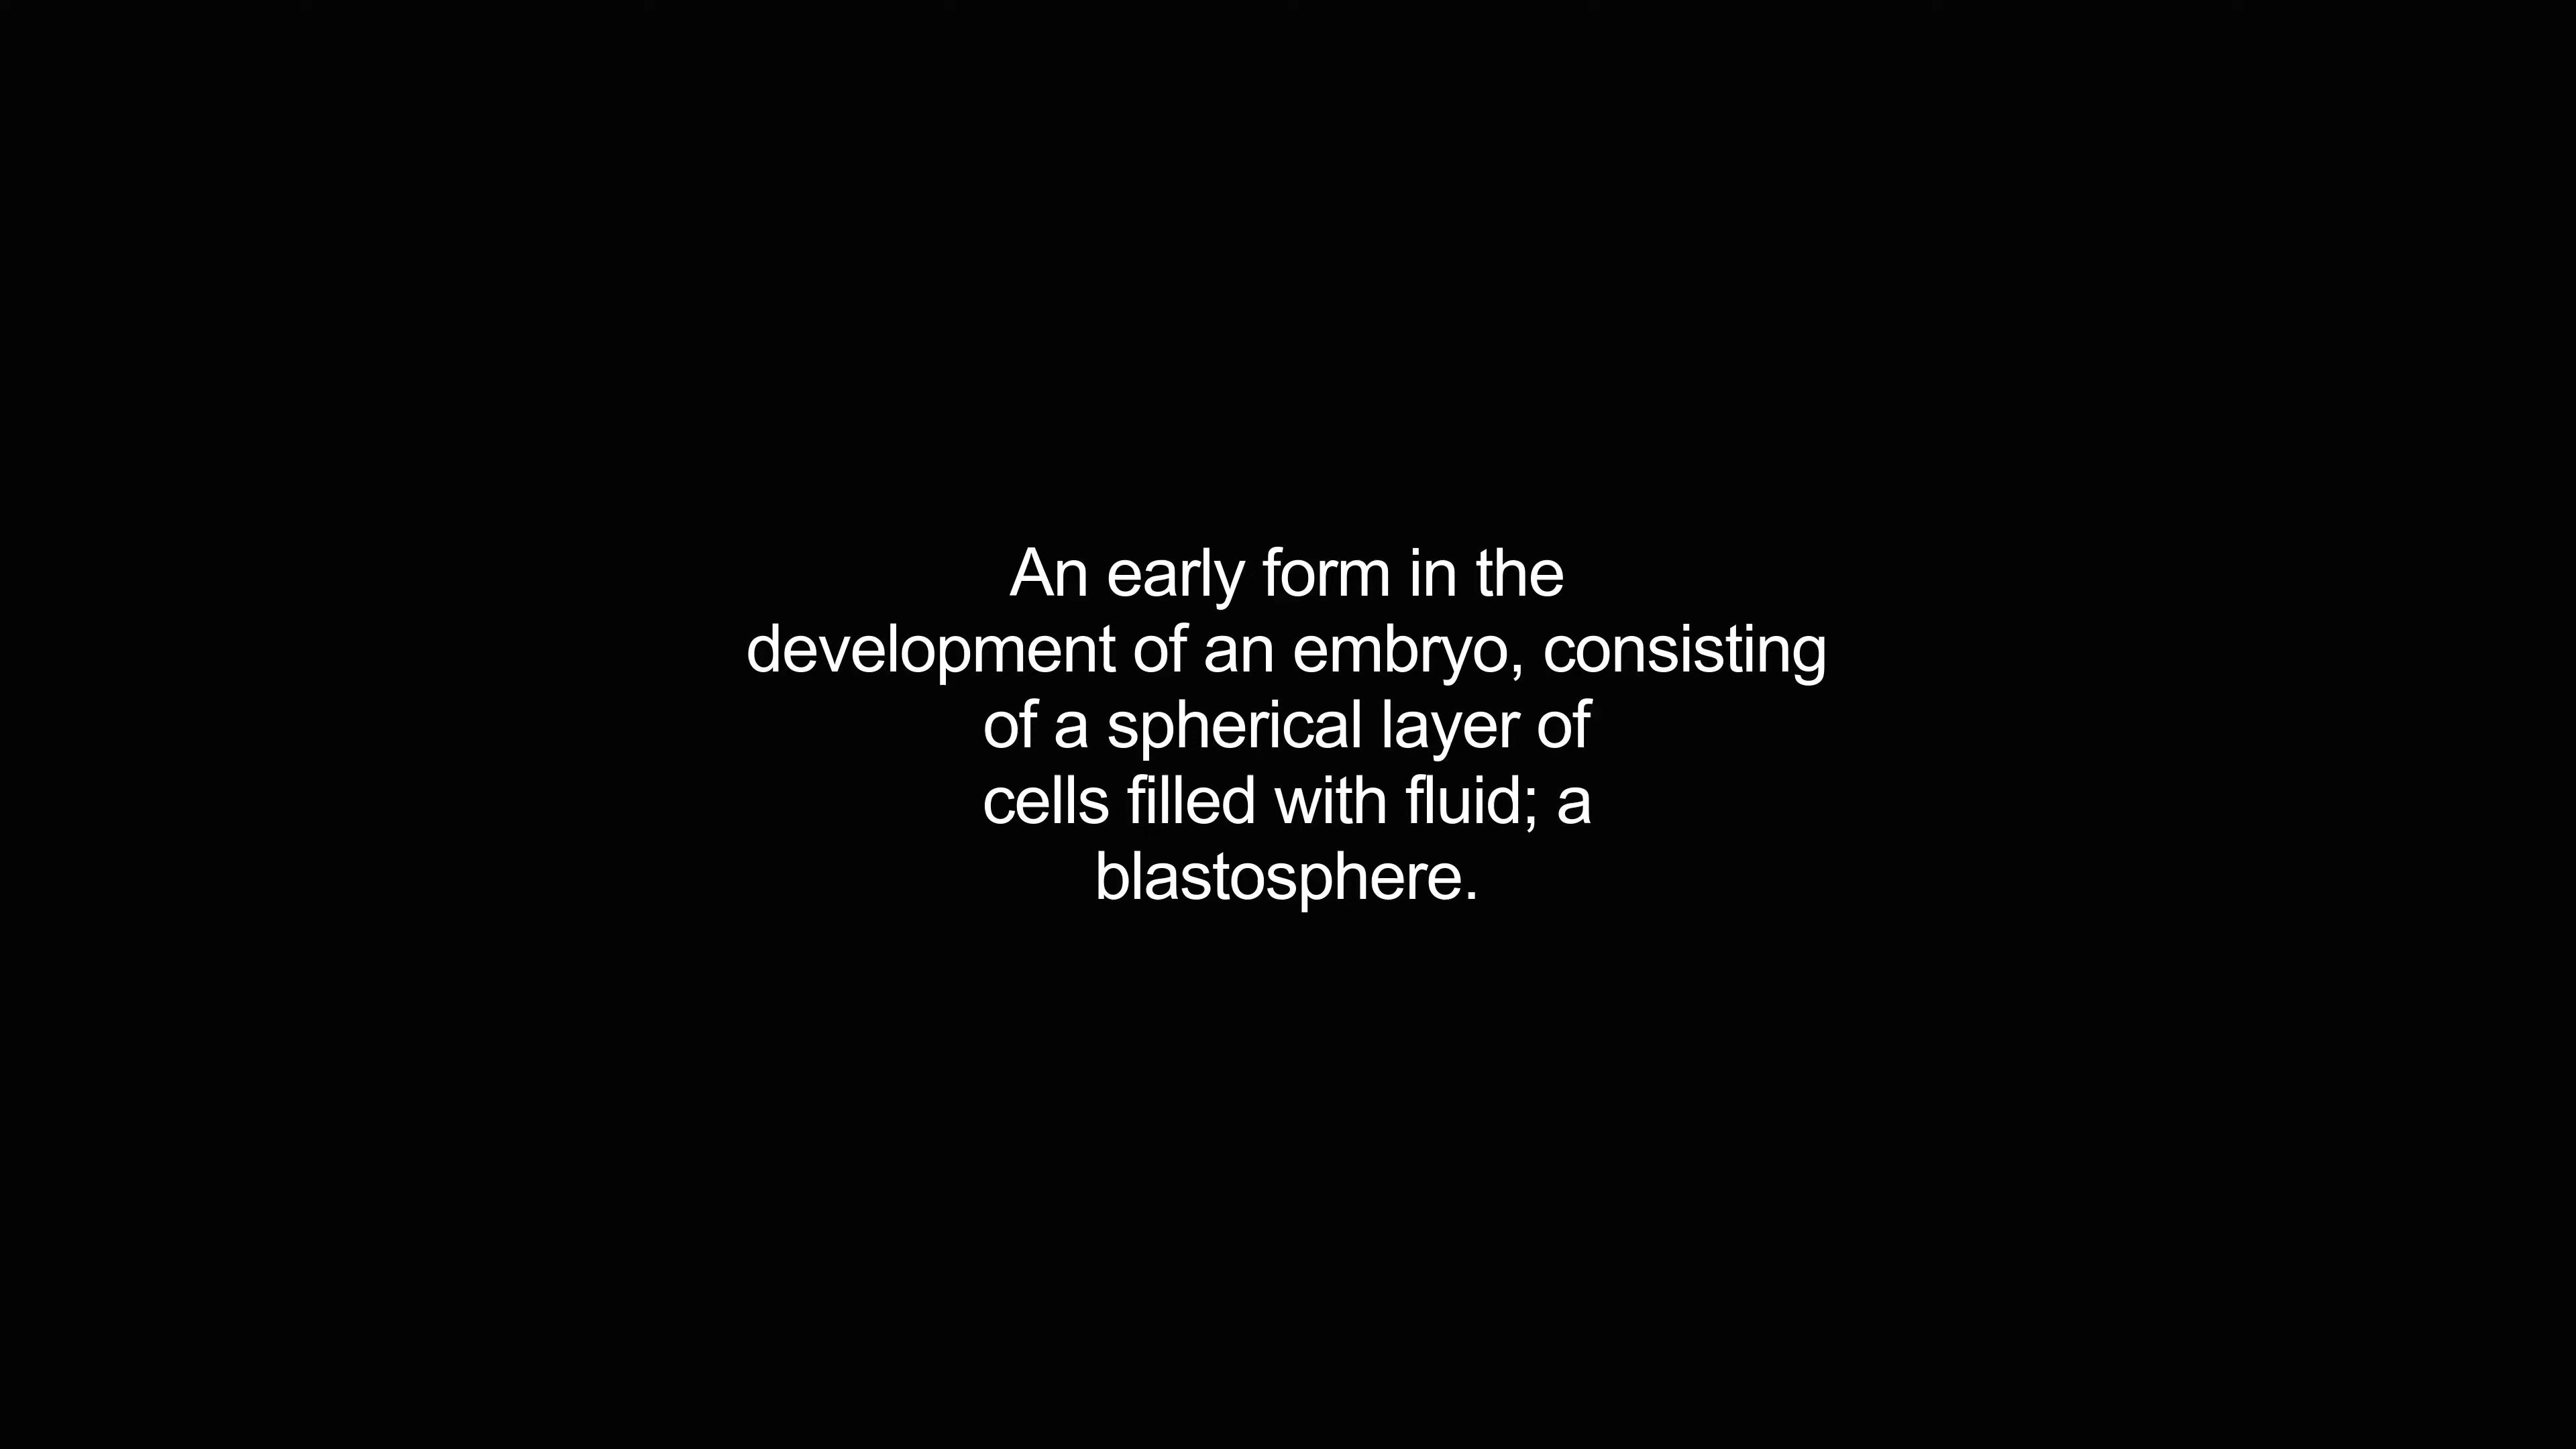 An early form in the
development of an embryo, consisting
of a spherical layer of
cells filled with fluid; a
blastosphere.